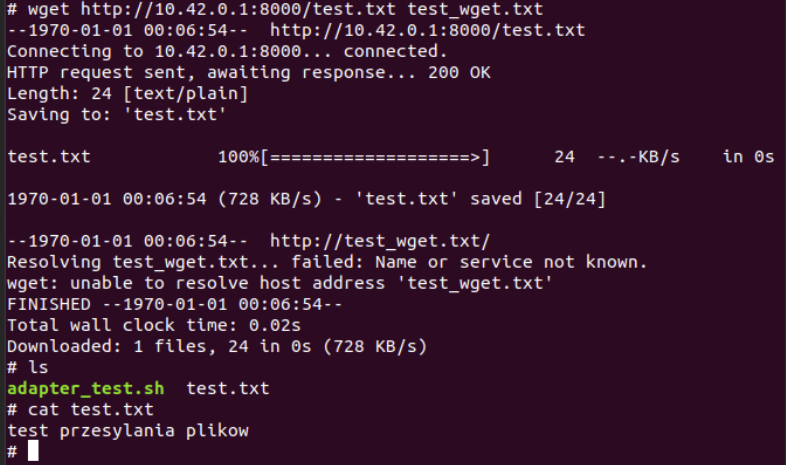 # wget http://10.42.0.1:8000/test.txt test_wget.txt
--1970-01-01 00:06:54--  http://10.42.0.1:8000/test.txt
Connecting to 10.42.0.1:8000... connected.
HTTP request sent, awaiting response... 200 OK
Length: 24 [text/plain]
Saving to: 'test.txt'
test.txt            100%[===================>]      24  --.-KB/s    in 0s
1970-01-01 00:06:54 (728 KB/s) - 'test.txt' saved [24/24]
--1970-01-01 00:06:54--  http://test_wget.txt/
Resolving test_wget.txt... failed: Name or service not known.
wget: unable to resolve host address 'test_wget.txt'
FINISHED --1970-01-01 00:06:54--
Total wall clock time: 0.02s
Downloaded: 1 files, 24 in 0s (728 KB/s)
# ls
adapter_test.sh  test.txt
# cat test.txt
test przesylania plikow
#